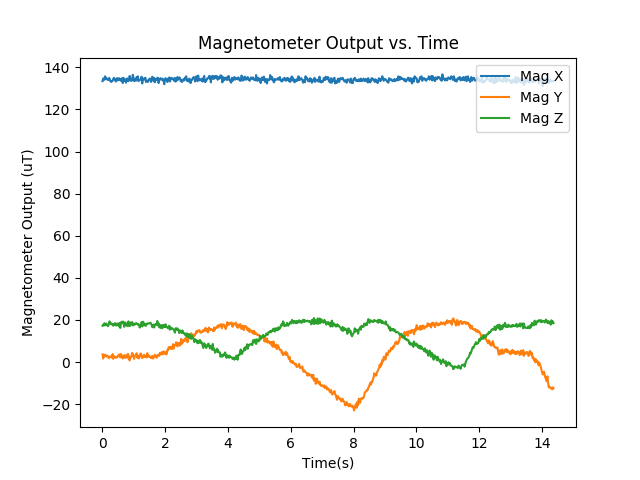 Magnetometer Output vs. Time
Magnetometer Output (uT)
140
120
100
80
60
40
20
0
−20
Mag X
Mag Y
Mag Z
0 2 4 6 8 10 12 14
Time(s)